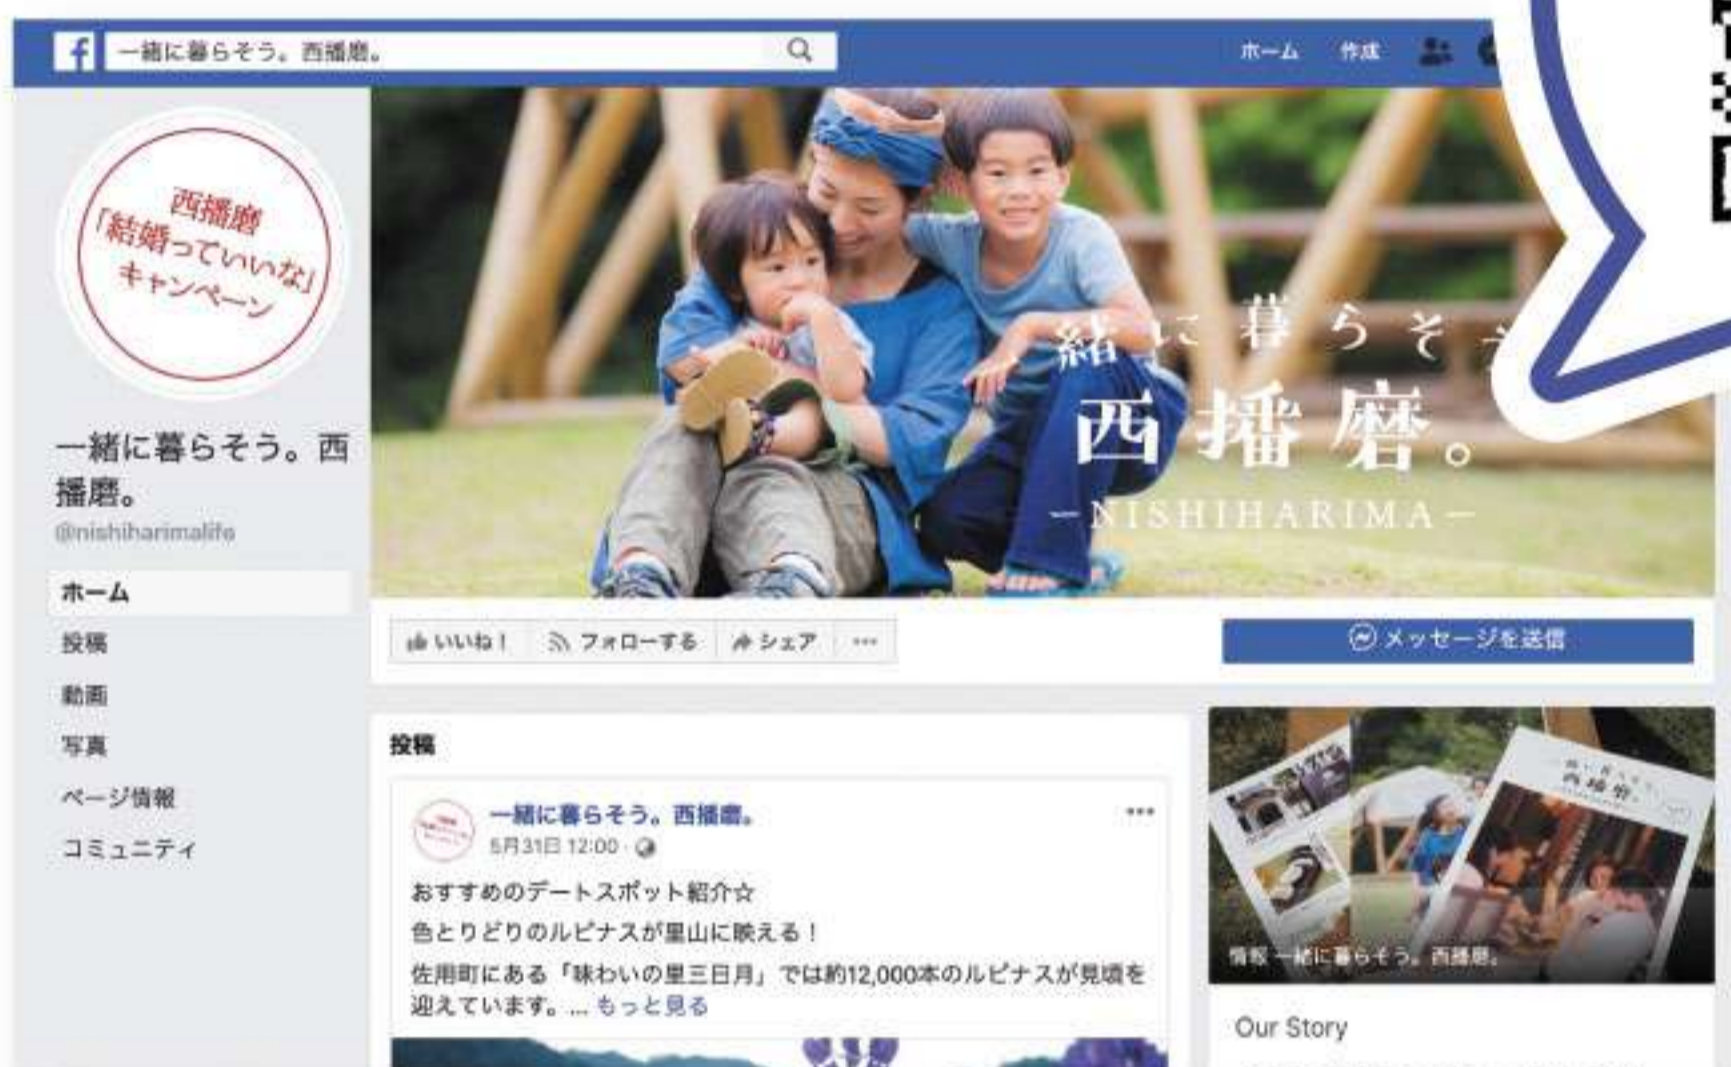 一緒に暮らそう。西播磨。
ホーム 作成
西播磨
「結婚っていいな」
キャンペーン
一緒に暮らそう。西
播磨。
@nishiharimalife
ホーム
投稿
動画
写真
ページ情報
コミュニティ
緒に暮らそ
西播磨。
－NISHIHARIMA－
いいね！ フォローする シェア …
メッセージを送信
投稿
一緒に暮らそう。西播磨。
5月31日 12:00
おすすめのデートスポット紹介☆
色とりどりのルピナスが里山に映える！
佐用町にある「味わいの里三日月」では約12,000本のルピナスが見頃を
迎えています。... もっと見る
西播磨。
情報 一緒に暮らそう。西播磨。
Our Story